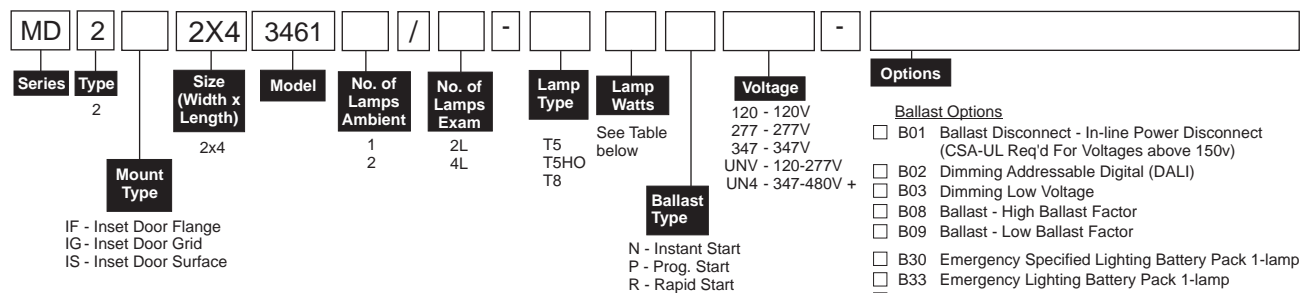 MD 2 2X4 3461 / - -
Series Type Size (Width x Length) Model No. of Lamps Ambient No. of Lamps Exam Lamp Type Lamp Watts Voltage Options
2
2x4
1
2
2L
4L
T5
T5HO
T8
See Table
below
120 - 120V
277 - 277V
347 - 347V
UNV - 120-277V
UN4 - 347-480V +
Mount
Type
IF - Inset Door Flange
IG - Inset Door Grid
IS - Inset Door Surface
Ballast
Type
N - Instant Start
P - Prog. Start
R - Rapid Start
Ballast Options
B01 Ballast Disconnect - In-line Power Disconnect
(CSA-UL Req'd For Voltages above 150v)
B02 Dimming Addressable Digital (DALI)
B03 Dimming Low Voltage
B08 Ballast - High Ballast Factor
B09 Ballast - Low Ballast Factor
B30 Emergency Specified Lighting Battery Pack 1-lamp
B33 Emergency Lighting Battery Pack 1-lamp